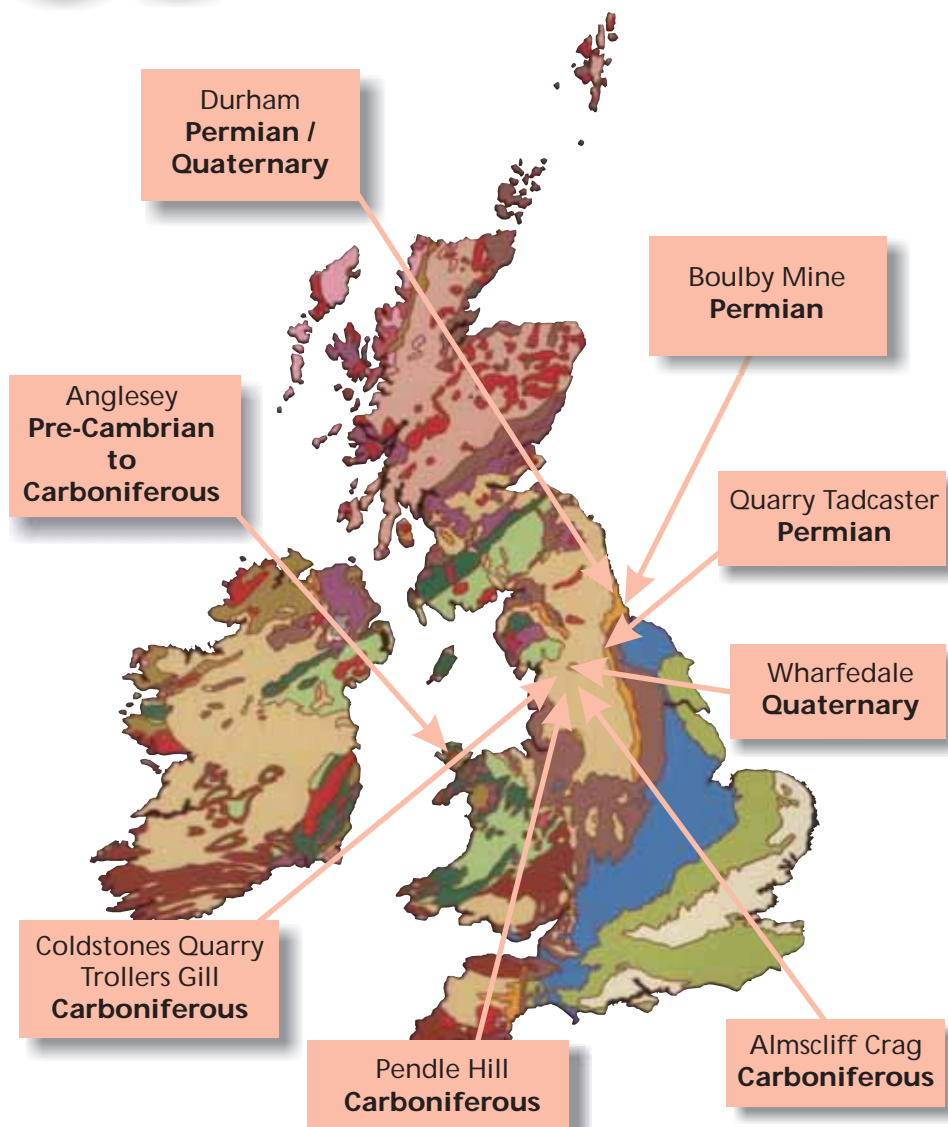 Durham
Permian /
Quaternary
Boulby Mine
Permian
Anglesey
Pre-Cambrian
to
Carboniferous
Quarry Tadcaster
Permian
Wharfedale
Quaternary
Coldstones Quarry
Trollers Gill
Carboniferous
Pendle Hill
Carboniferous
Almscliff Crag
Carboniferous